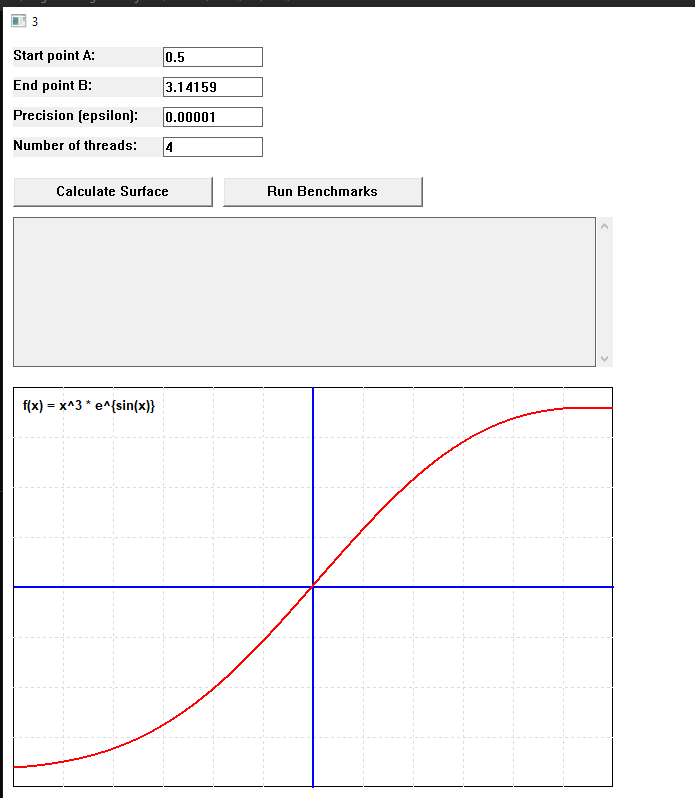 3
Start point A:
0.5
End point B:
3.14159
Precision (epsilon):
0.00001
Number of threads:
4
Calculate Surface
Run Benchmarks
f(x) = x^3 * e^{sin(x)}